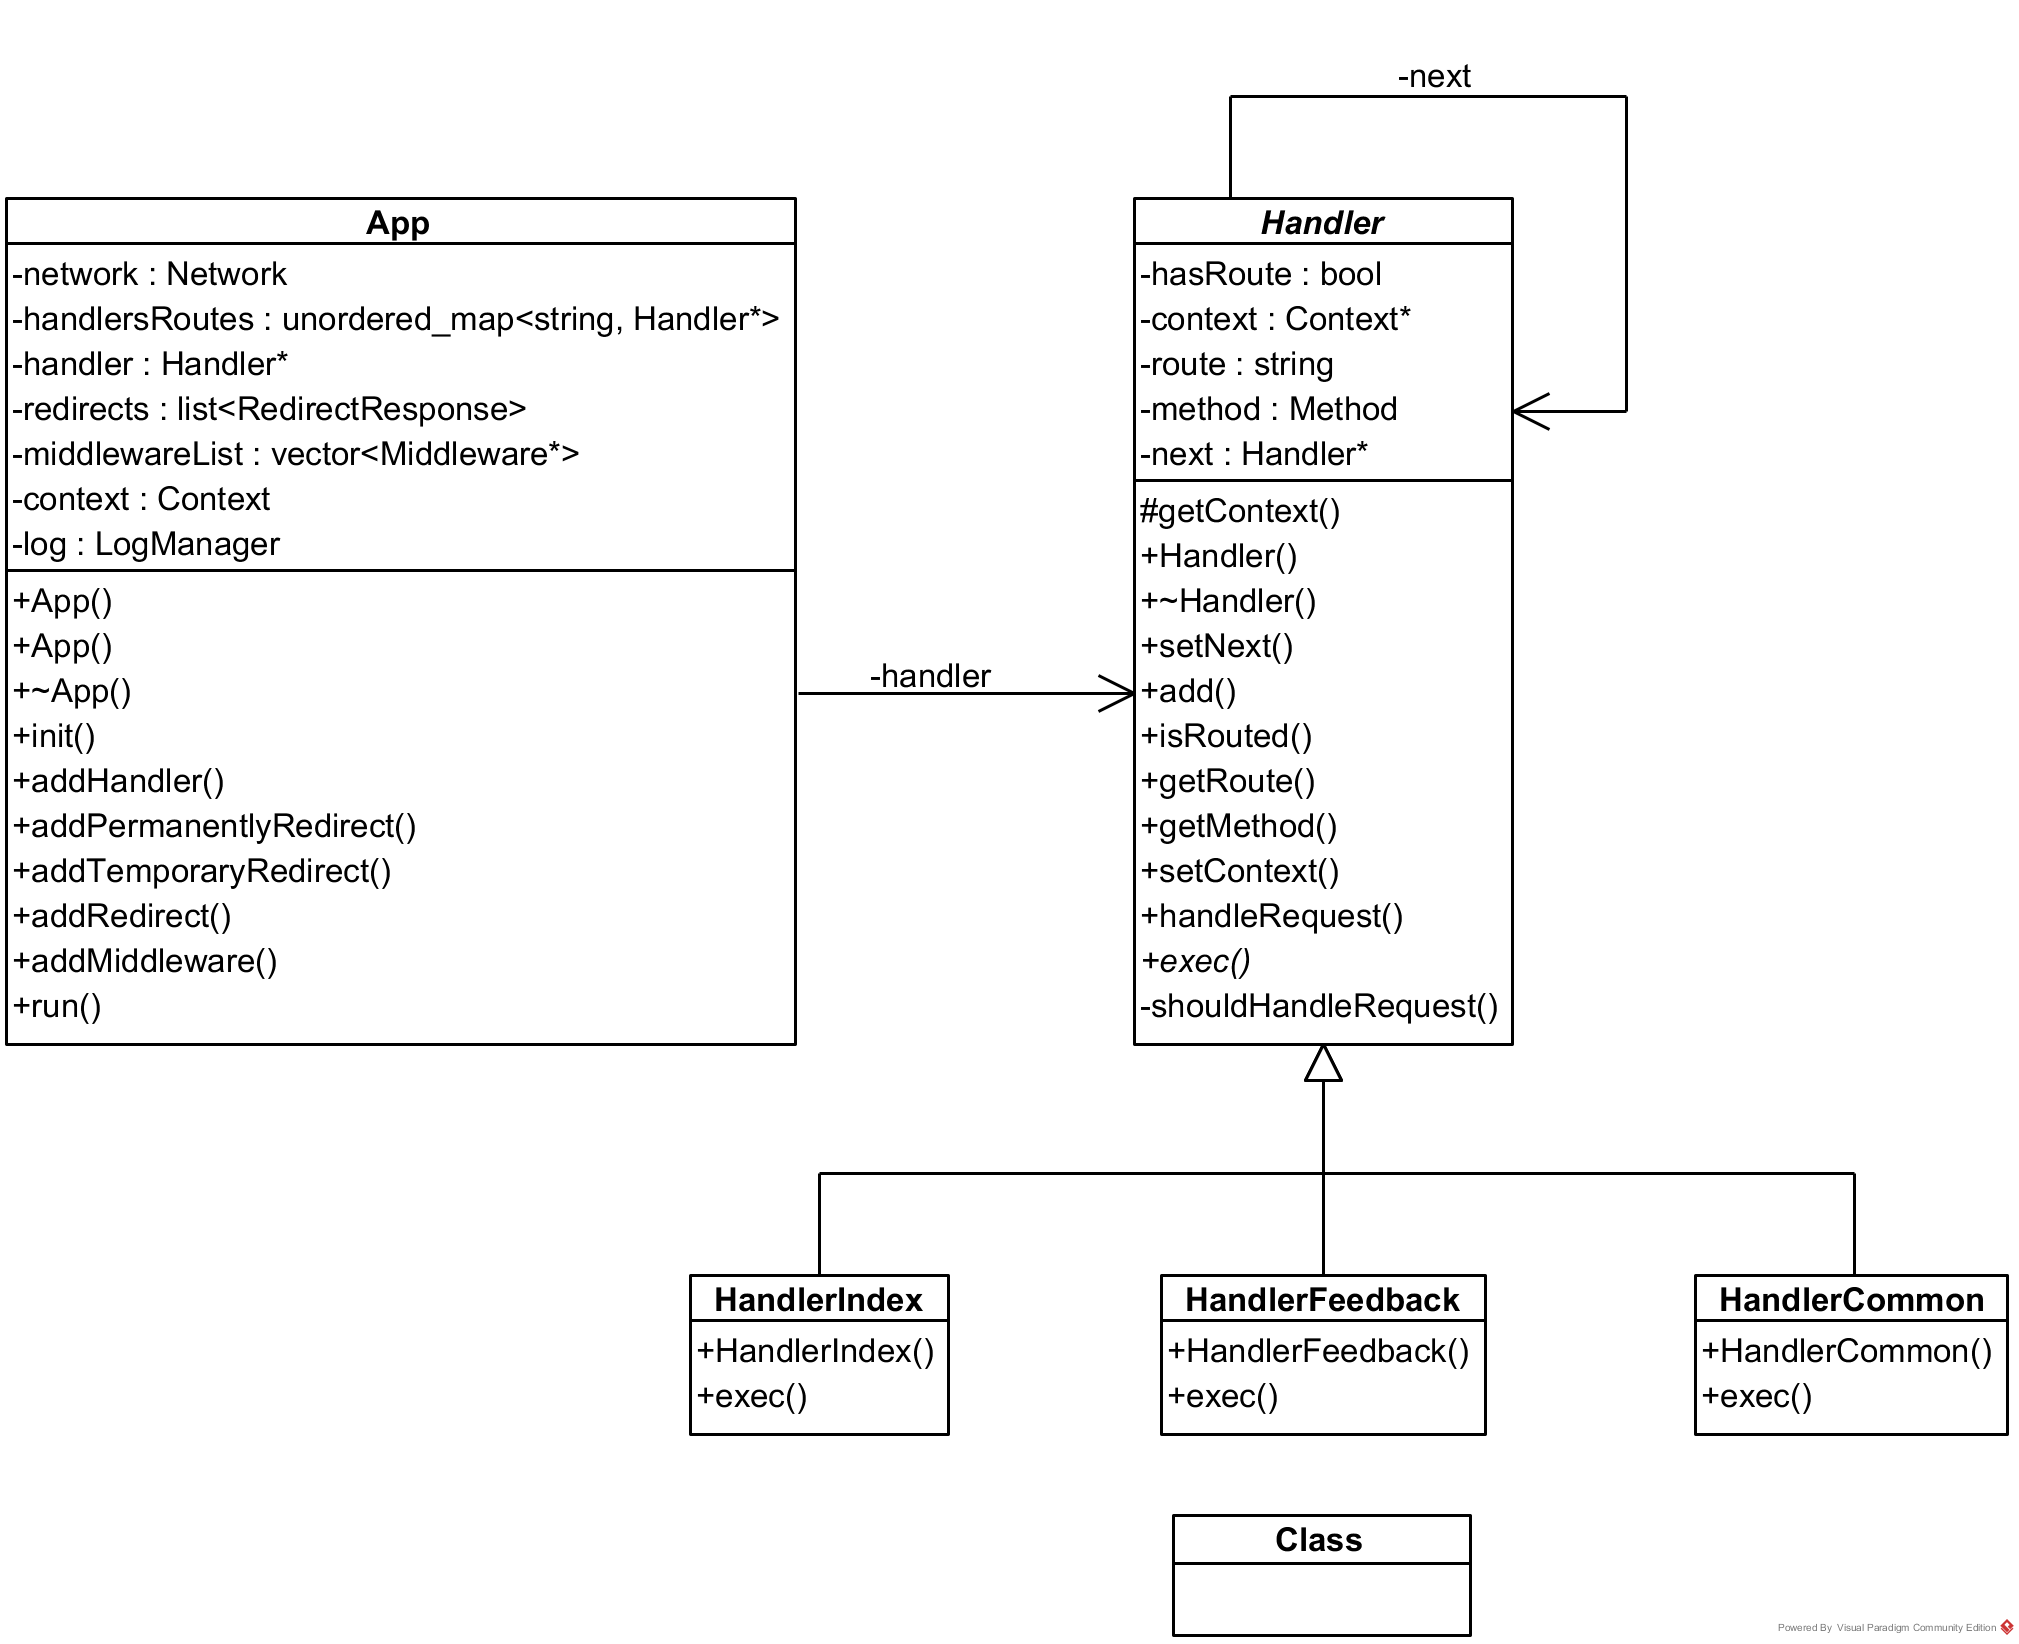 -next
App
-network : Network
-handlersRoutes : unordered_map<string, Handler*>
-handler : Handler*
-redirects : list<RedirectResponse>
-middlewareList : vector<Middleware*>
-context : Context
-log : LogManager
+App()
+App()
+~App()
+init()
+addHandler()
+addPermanentlyRedirect()
+addTemporaryRedirect()
+addRedirect()
+addMiddleware()
+run()
-handler
Handler
-hasRoute : bool
-context : Context*
-route : string
-method : Method
-next : Handler*
#getContext()
+Handler()
+~Handler()
+setNext()
+add()
+isRouted()
+getRoute()
+getMethod()
+setContext()
+handleRequest()
+exec()
-shouldHandleRequest()
HandlerIndex
+HandlerIndex()
+exec()
HandlerFeedback
+HandlerFeedback()
+exec()
HandlerCommon
+HandlerCommon()
+exec()
Class
Powered By Visual Paradigm Community Edition